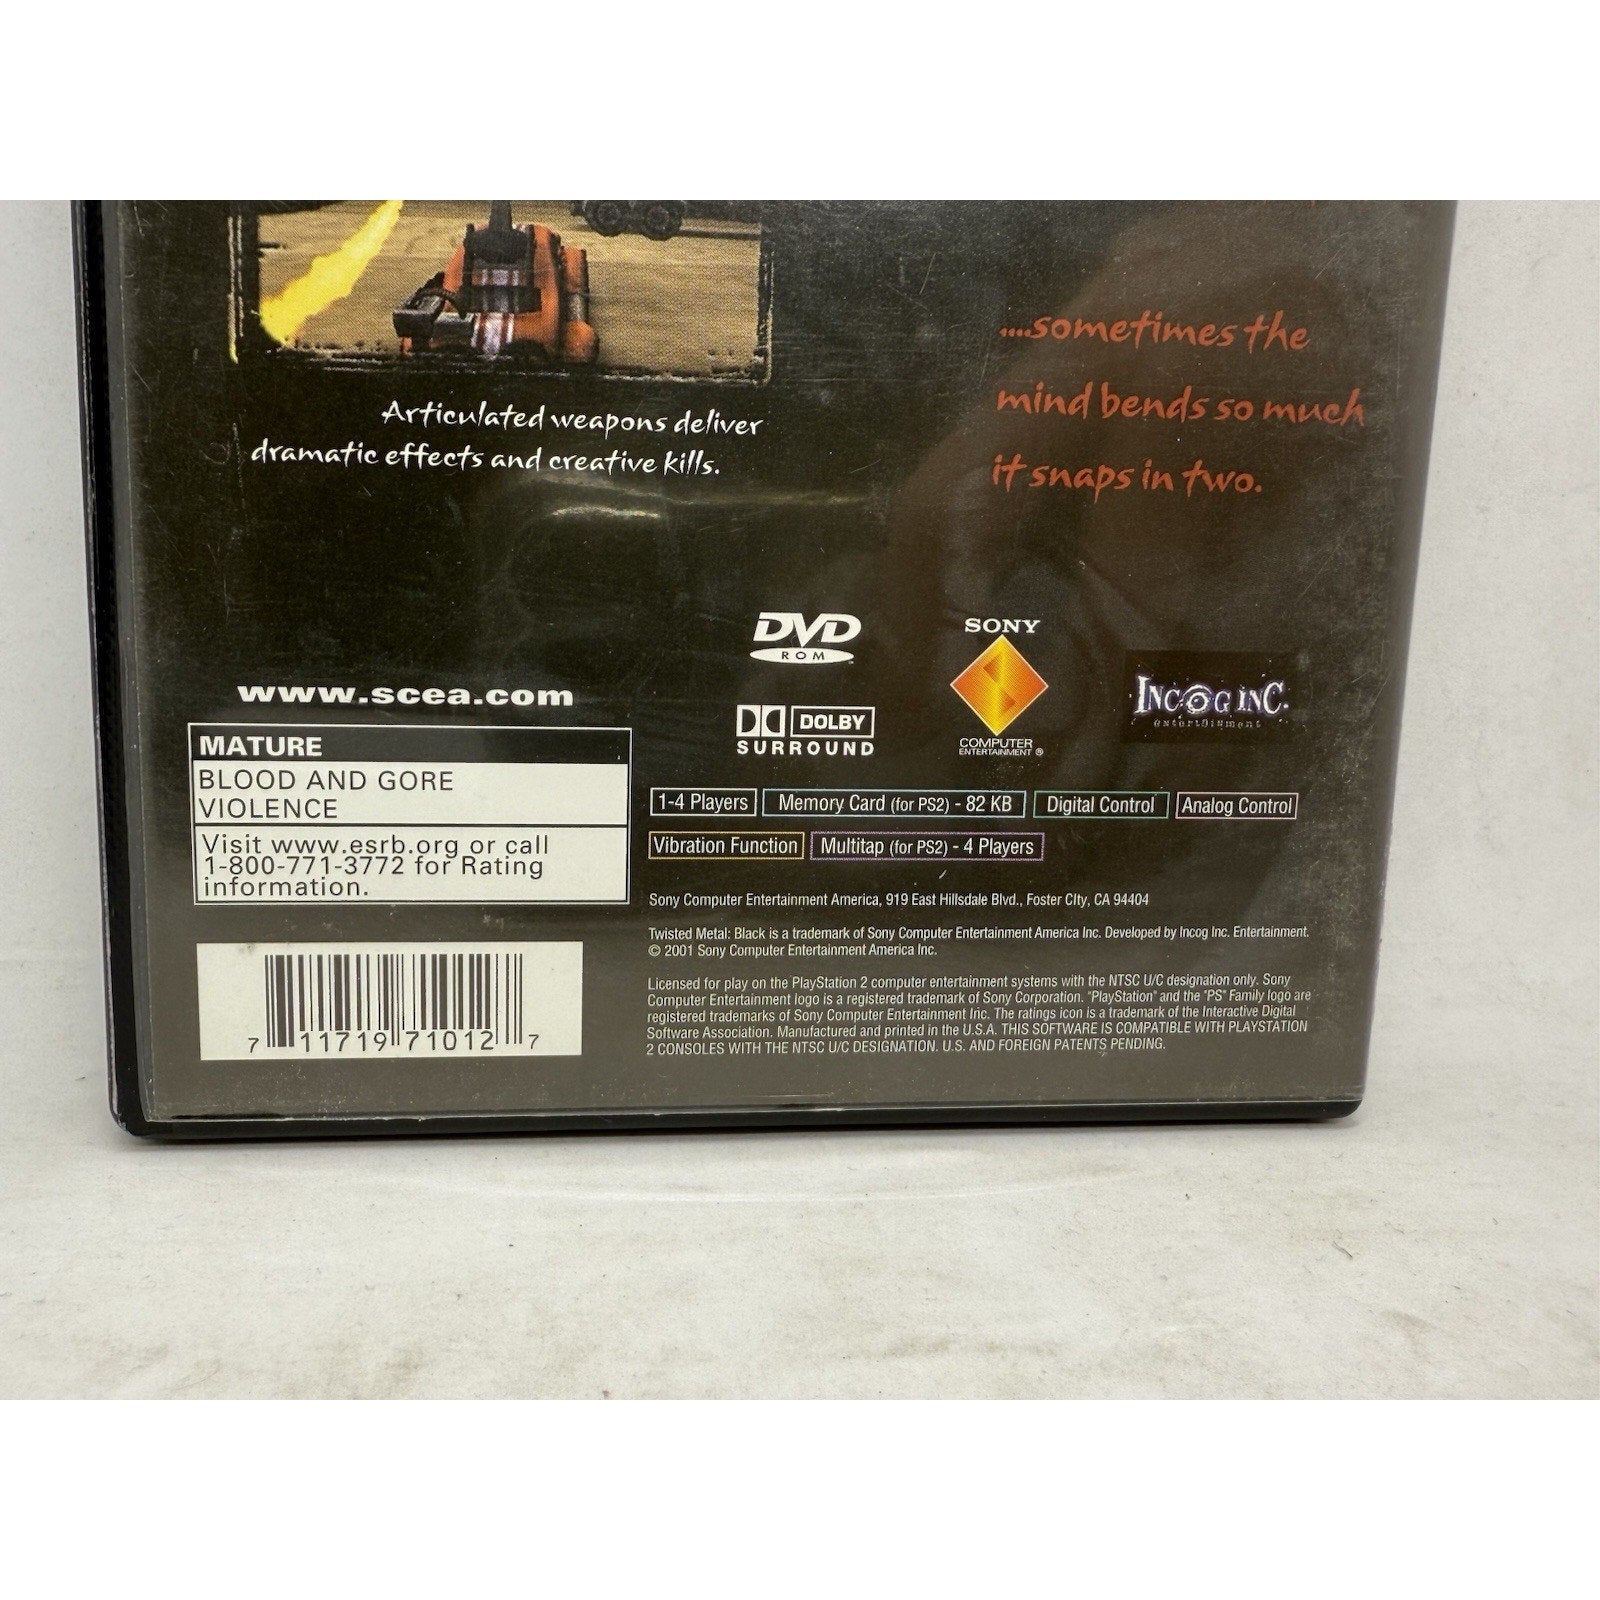 Articulated weapons deliver
dramatic effects and creative kills.
....sometimes the
mind bends so much
it snaps in two.
www.scea.com
DVD
ROM
DOLBY
SURROUND
SONY
COMPUTER
ENTERTAINMENT ®
INCOG INC.
entertainment
MATURE
BLOOD AND GORE
VIOLENCE
Visit www.esrb.org or call
1-800-771-3772 for Rating
information.
1-4 Players
Memory Card (for PS2) - 82 KB
Digital Control
Analog Control
Vibration Function
Multitap (for PS2) - 4 Players
Sony Computer Entertainment America, 919 East Hillsdale Blvd., Foster CIty, CA 94404
Twisted Metal: Black is a trademark of Sony Computer Entertainment America Inc. Developed by Incog Inc. Entertainment.
© 2001 Sony Computer Entertainment America Inc.
Licensed for play on the PlayStation 2 computer entertainment systems with the NTSC U/C designation only. Sony
Computer Entertainment logo is a registered trademark of Sony Corporation. "PlayStation" and the "PS" Family logo are
registered trademarks of Sony Computer Entertainment Inc. The ratings icon is a trademark of the Interactive Digital
Software Association. Manufactured and printed in the U.S.A. THIS SOFTWARE IS COMPATIBLE WITH PLAYSTATION
2 CONSOLES WITH THE NTSC U/C DESIGNATION. U.S. AND FOREIGN PATENTS PENDING.
7 11719 71012 7